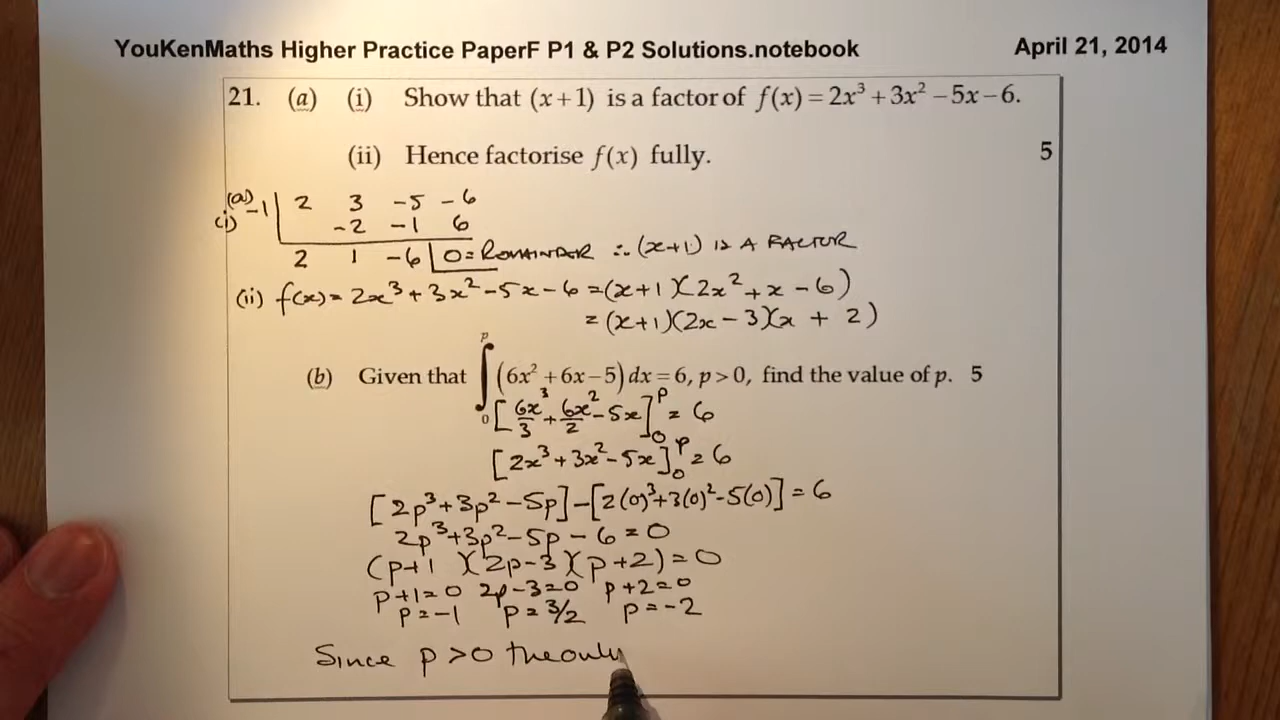 YouKenMaths Higher Practice PaperF P1 & P2 Solutions.notebook April 21, 2014
21. (a) (i) Show that (x+1) is a factor of f(x) = 2x³ + 3x² − 5x − 6.
(ii) Hence factorise f(x) fully. 5
(a) −1 | 2 3 −5 −6
(i) −2 −1 6
2 1 −6 | 0 = REMAINDER ∴ (x+1) IS A FACTOR
(ii) f(x) = 2x³ + 3x² − 5x − 6 = (x+1)(2x² + x − 6)
= (x+1)(2x − 3)(x + 2)
(b) Given that ∫₀ᵖ (6x² + 6x − 5) dx = 6, p > 0, find the value of p. 5
[6x³/3 + 6x²/2 − 5x]₀ᵖ = 6
[2x³ + 3x² − 5x]₀ᵖ = 6
[2p³ + 3p² − 5p] − [2(0)³ + 3(0)² − 5(0)] = 6
2p³ + 3p² − 5p − 6 = 0
(p+1)(2p−3)(p+2) = 0
p+1=0 2p−3=0 p+2=0
p = −1 p = 3/2 p = −2
Since p > 0 the only